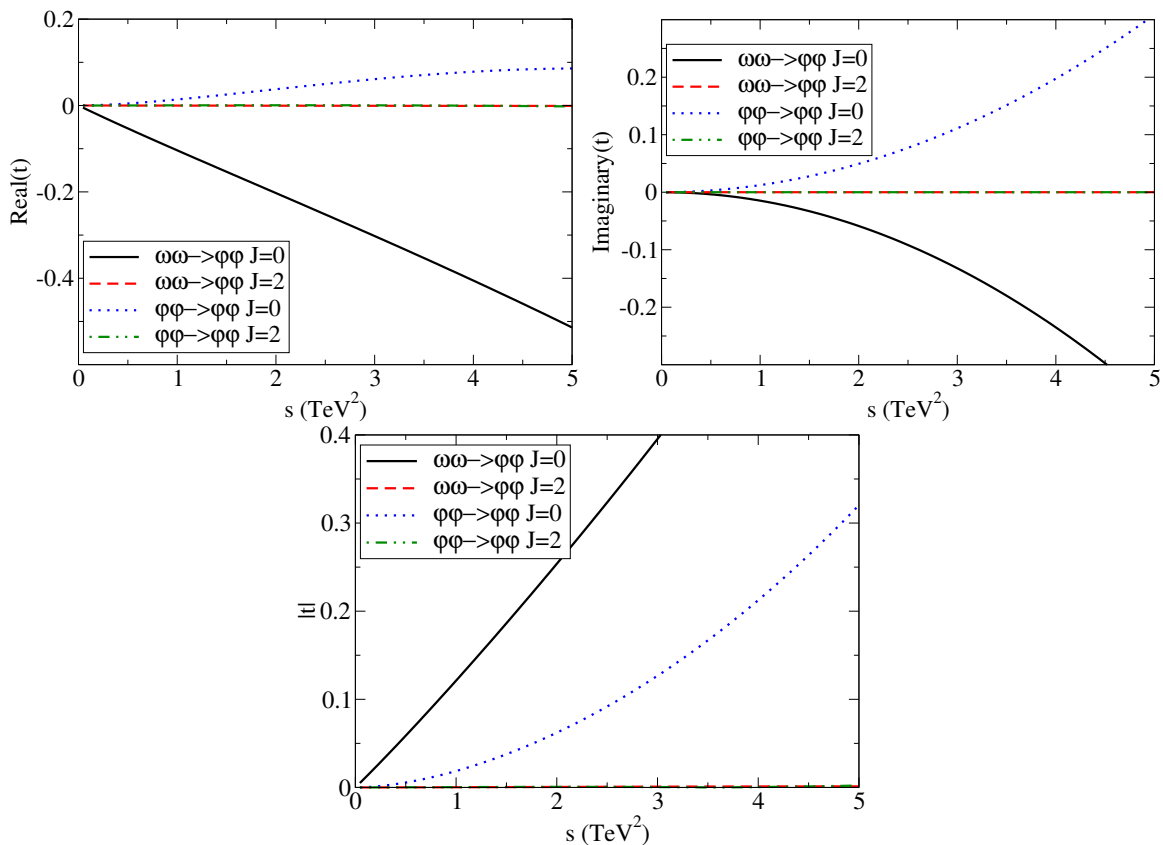 0.2
0
-0.2
-0.4
Real(t)
ωω−>φφ J=0
ωω−>φφ J=2
φφ−>φφ J=0
φφ−>φφ J=2
0 1 2 3 4 5
s (TeV²)
0.2
0.1
0
-0.1
-0.2
Imaginary(t)
ωω−>φφ J=0
ωω−>φφ J=2
φφ−>φφ J=0
φφ−>φφ J=2
0 1 2 3 4 5
s (TeV²)
0.4
0.3
0.2
0.1
0
|t|
ωω−>φφ J=0
ωω−>φφ J=2
φφ−>φφ J=0
φφ−>φφ J=2
0 1 2 3 4 5
s (TeV²)